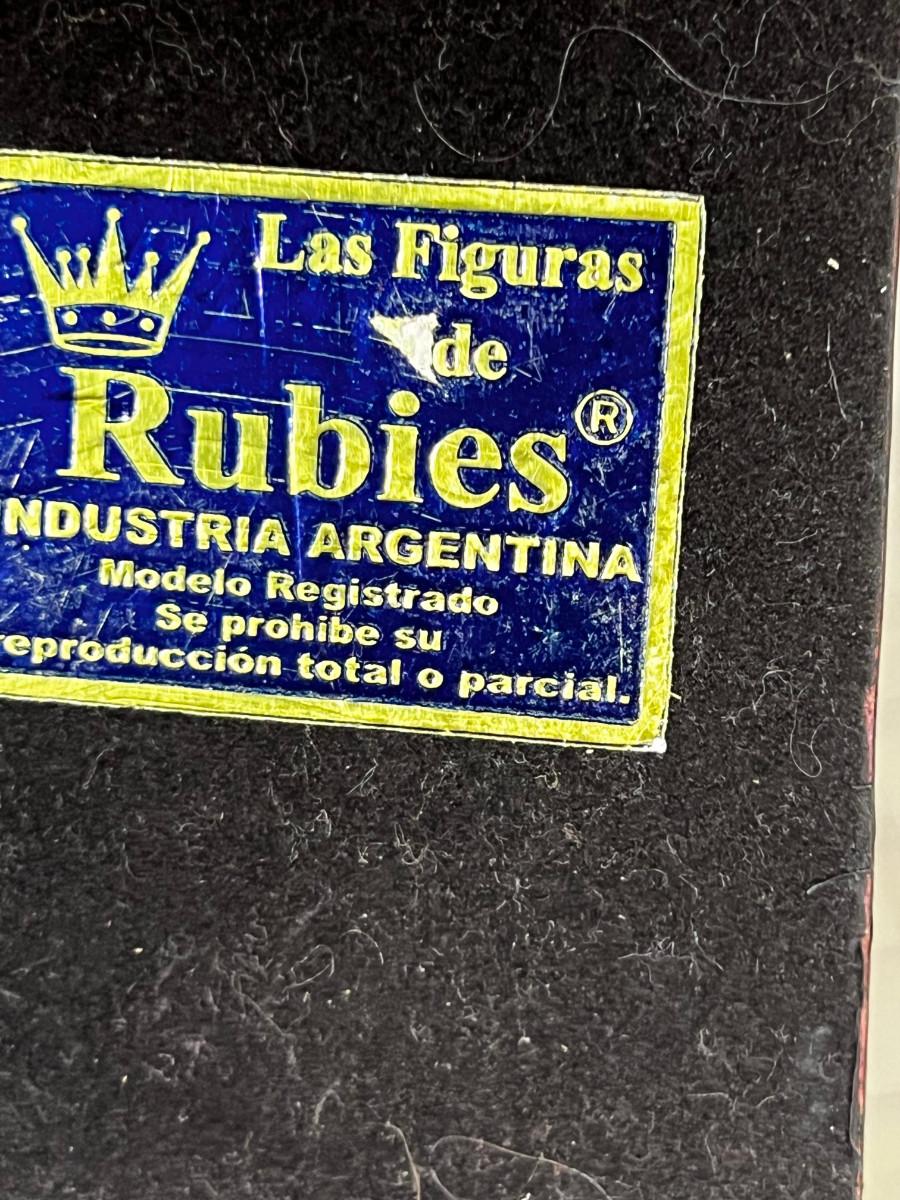 Las Figuras
de
Rubies®
INDUSTRIA ARGENTINA
Modelo Registrado
Se prohibe su
reproducción total o parcial.